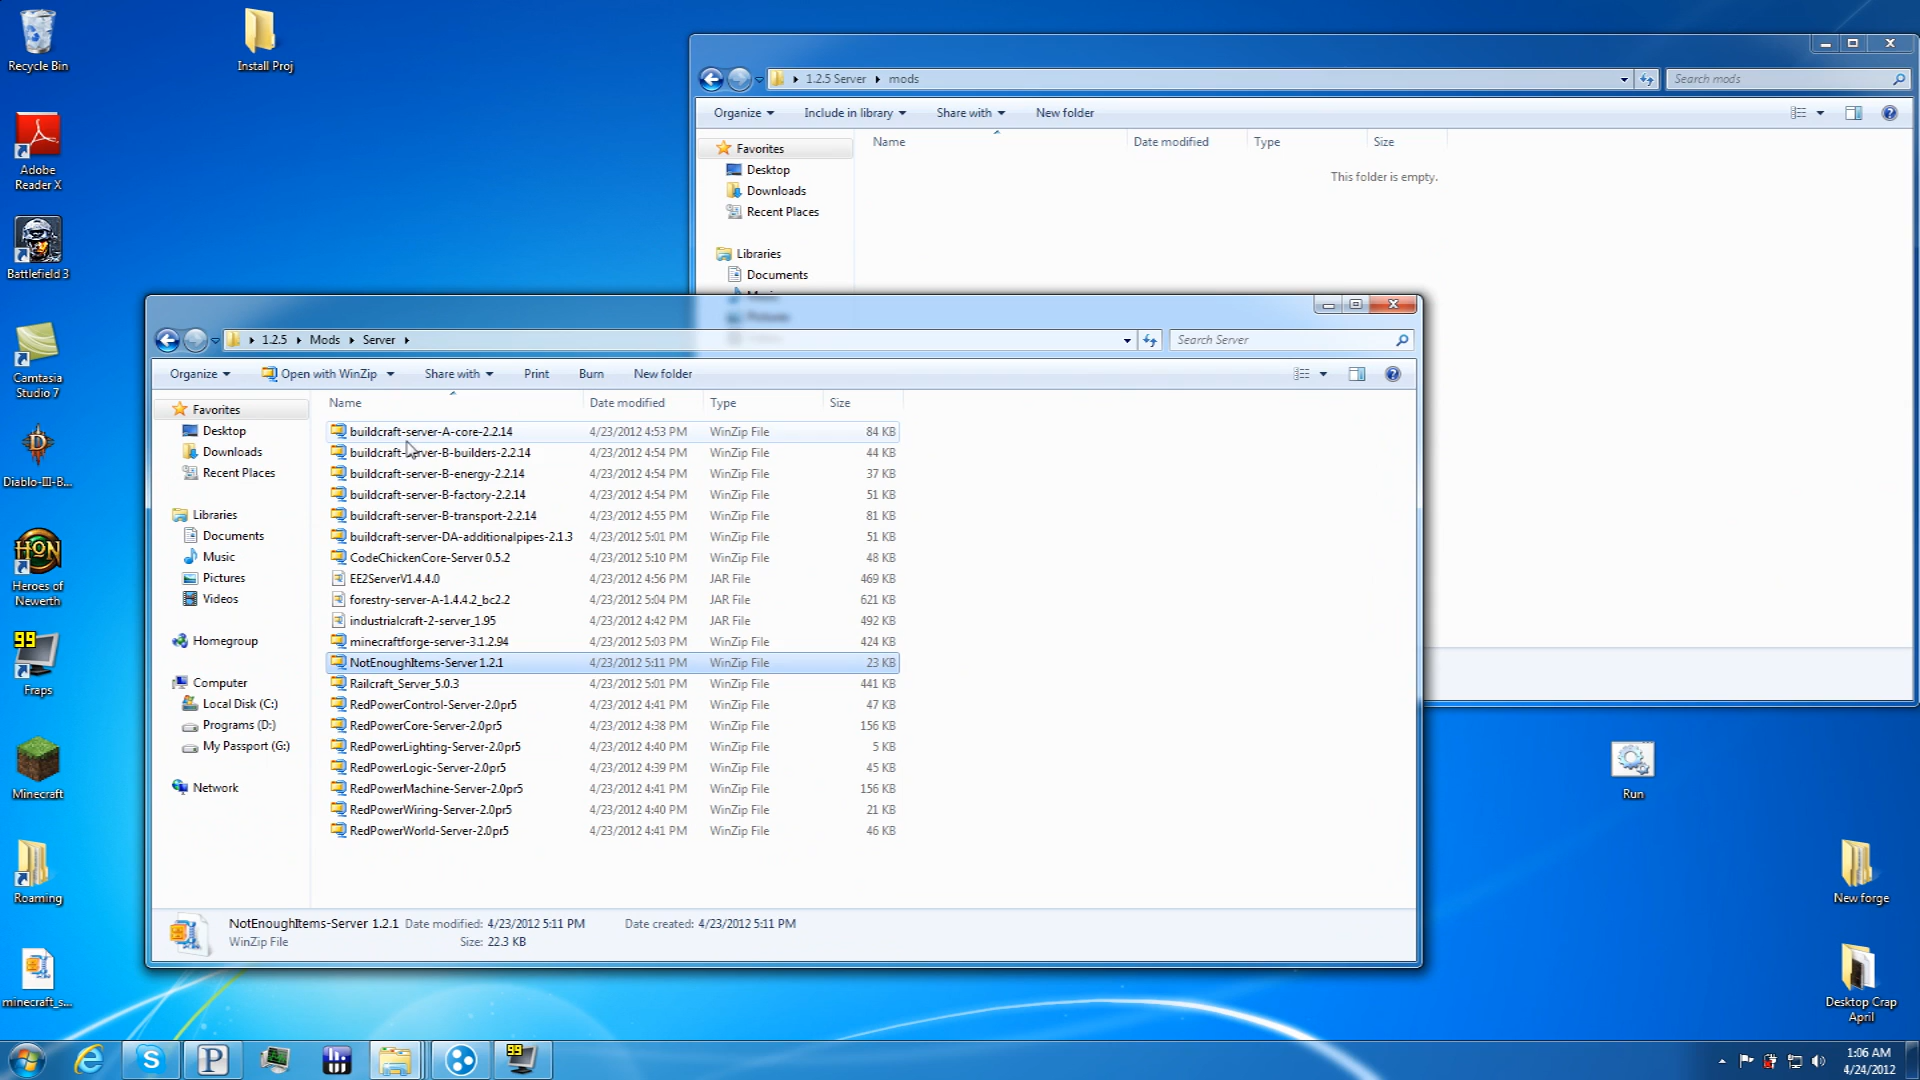 Recycle Bin
Install Proj
Adobe
Reader X
Battlefield 3
Camtasia
Studio 7
Diablo-III-B...
HON
Heroes of
Newerth
99
Fraps
Minecraft
Roaming
minecraft_s...
1.2.5 Server mods
Search mods
Organize Include in library Share with New folder
Name Date modified Type Size
This folder is empty.
Favorites
Desktop
Downloads
Recent Places
Libraries
Documents
1.2.5 Mods Server
Search Server
Organize Open with WinZip Share with Print Burn New folder
Favorites
Desktop
Downloads
Recent Places
Libraries
Documents
Music
Pictures
Videos
Homegroup
Computer
Local Disk (C:)
Programs (D:)
My Passport (G:)
Network
Name Date modified Type Size
buildcraft-server-A-core-2.2.14 4/23/2012 4:53 PM WinZip File 84 KB
buildcraft-server-B-builders-2.2.14 4/23/2012 4:54 PM WinZip File 44 KB
buildcraft-server-B-energy-2.2.14 4/23/2012 4:54 PM WinZip File 37 KB
buildcraft-server-B-factory-2.2.14 4/23/2012 4:54 PM WinZip File 51 KB
buildcraft-server-B-transport-2.2.14 4/23/2012 4:55 PM WinZip File 81 KB
buildcraft-server-DA-additionalpipes-2.1.3 4/23/2012 5:01 PM WinZip File 51 KB
CodeChickenCore-Server 0.5.2 4/23/2012 5:10 PM WinZip File 48 KB
EE2ServerV1.4.4.0 4/23/2012 4:56 PM JAR File 469 KB
forestry-server-A-1.4.4.2_bc2.2 4/23/2012 5:04 PM JAR File 621 KB
industrialcraft-2-server_1.95 4/23/2012 4:42 PM JAR File 492 KB
minecraftforge-server-3.1.2.94 4/23/2012 5:03 PM WinZip File 424 KB
NotEnoughItems-Server 1.2.1 4/23/2012 5:11 PM WinZip File 23 KB
Railcraft_Server_5.0.3 4/23/2012 5:01 PM WinZip File 441 KB
RedPowerControl-Server-2.0pr5 4/23/2012 4:41 PM WinZip File 47 KB
RedPowerCore-Server-2.0pr5 4/23/2012 4:38 PM WinZip File 156 KB
RedPowerLighting-Server-2.0pr5 4/23/2012 4:40 PM WinZip File 5 KB
RedPowerLogic-Server-2.0pr5 4/23/2012 4:39 PM WinZip File 45 KB
RedPowerMachine-Server-2.0pr5 4/23/2012 4:41 PM WinZip File 156 KB
RedPowerWiring-Server-2.0pr5 4/23/2012 4:40 PM WinZip File 21 KB
RedPowerWorld-Server-2.0pr5 4/23/2012 4:41 PM WinZip File 46 KB
NotEnoughItems-Server 1.2.1 Date modified: 4/23/2012 5:11 PM Date created: 4/23/2012 5:11 PM
WinZip File Size: 22.3 KB
Run
New forge
Desktop Crap
April
99
1:06 AM
4/24/2012